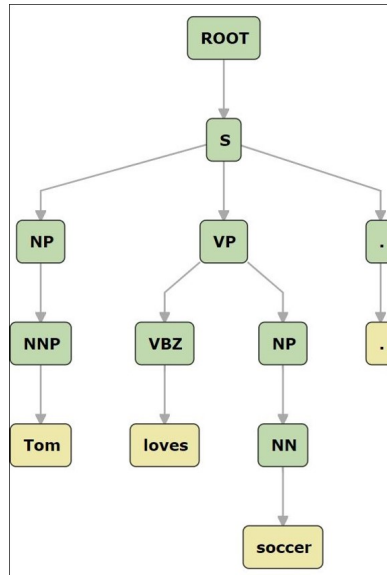 ROOT
S
NP VP .
NNP VBZ NP .
Tom loves NN
soccer